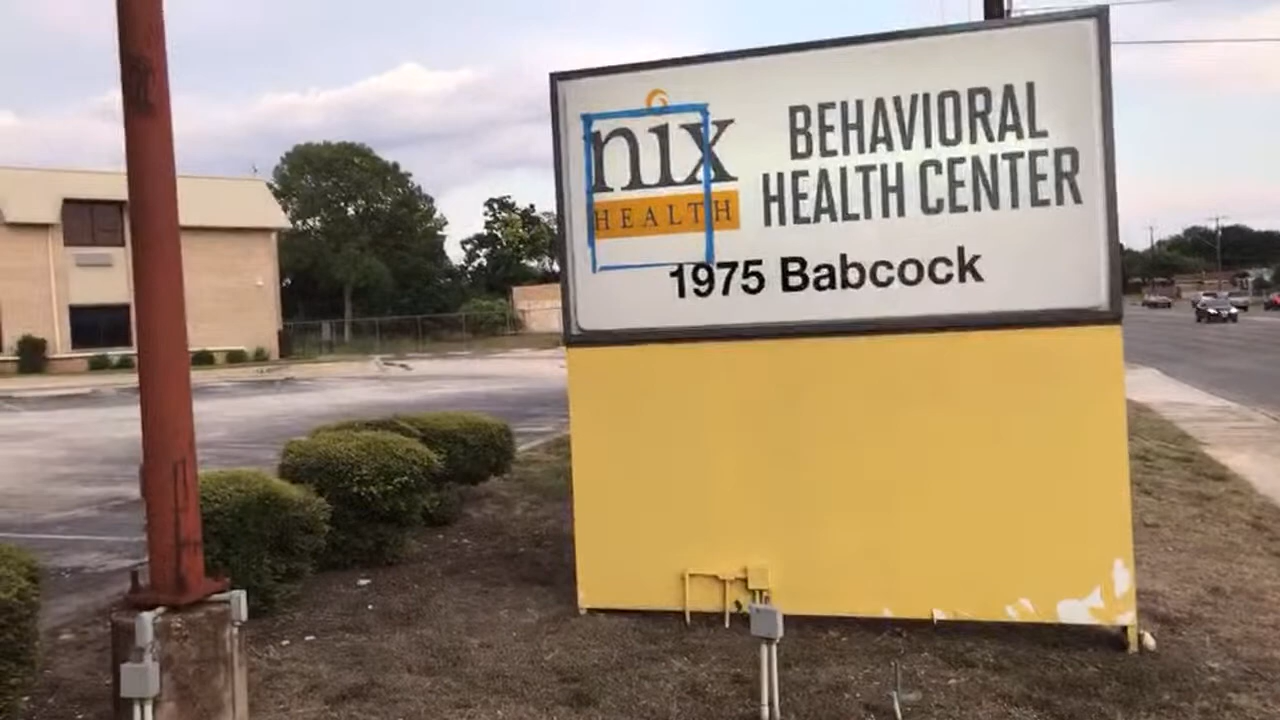 nix
HEALTH
BEHAVIORAL
HEALTH CENTER
1975 Babcock